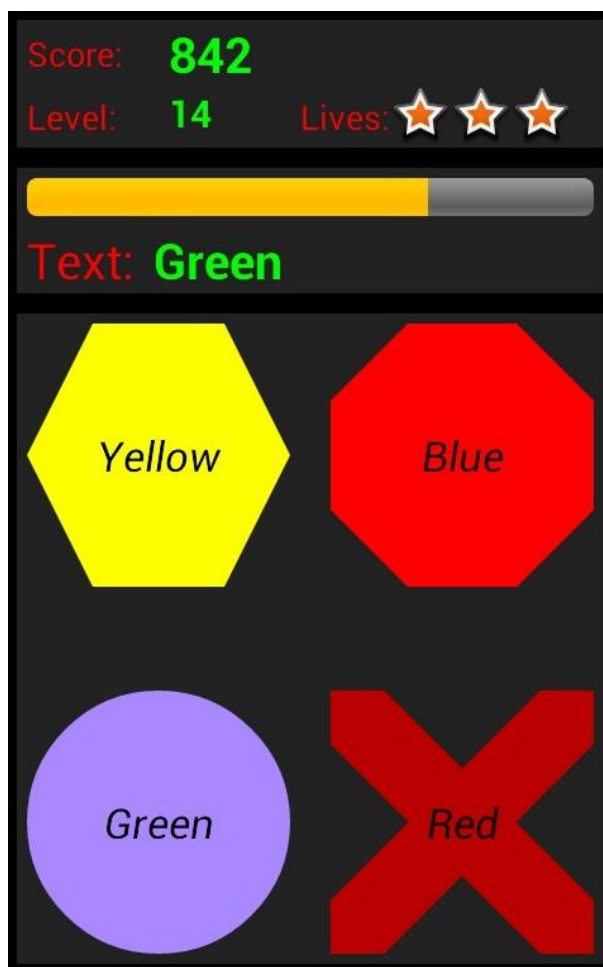 Score: 842
Level: 14 Lives:
Text: Green
Yellow Blue
Green Red